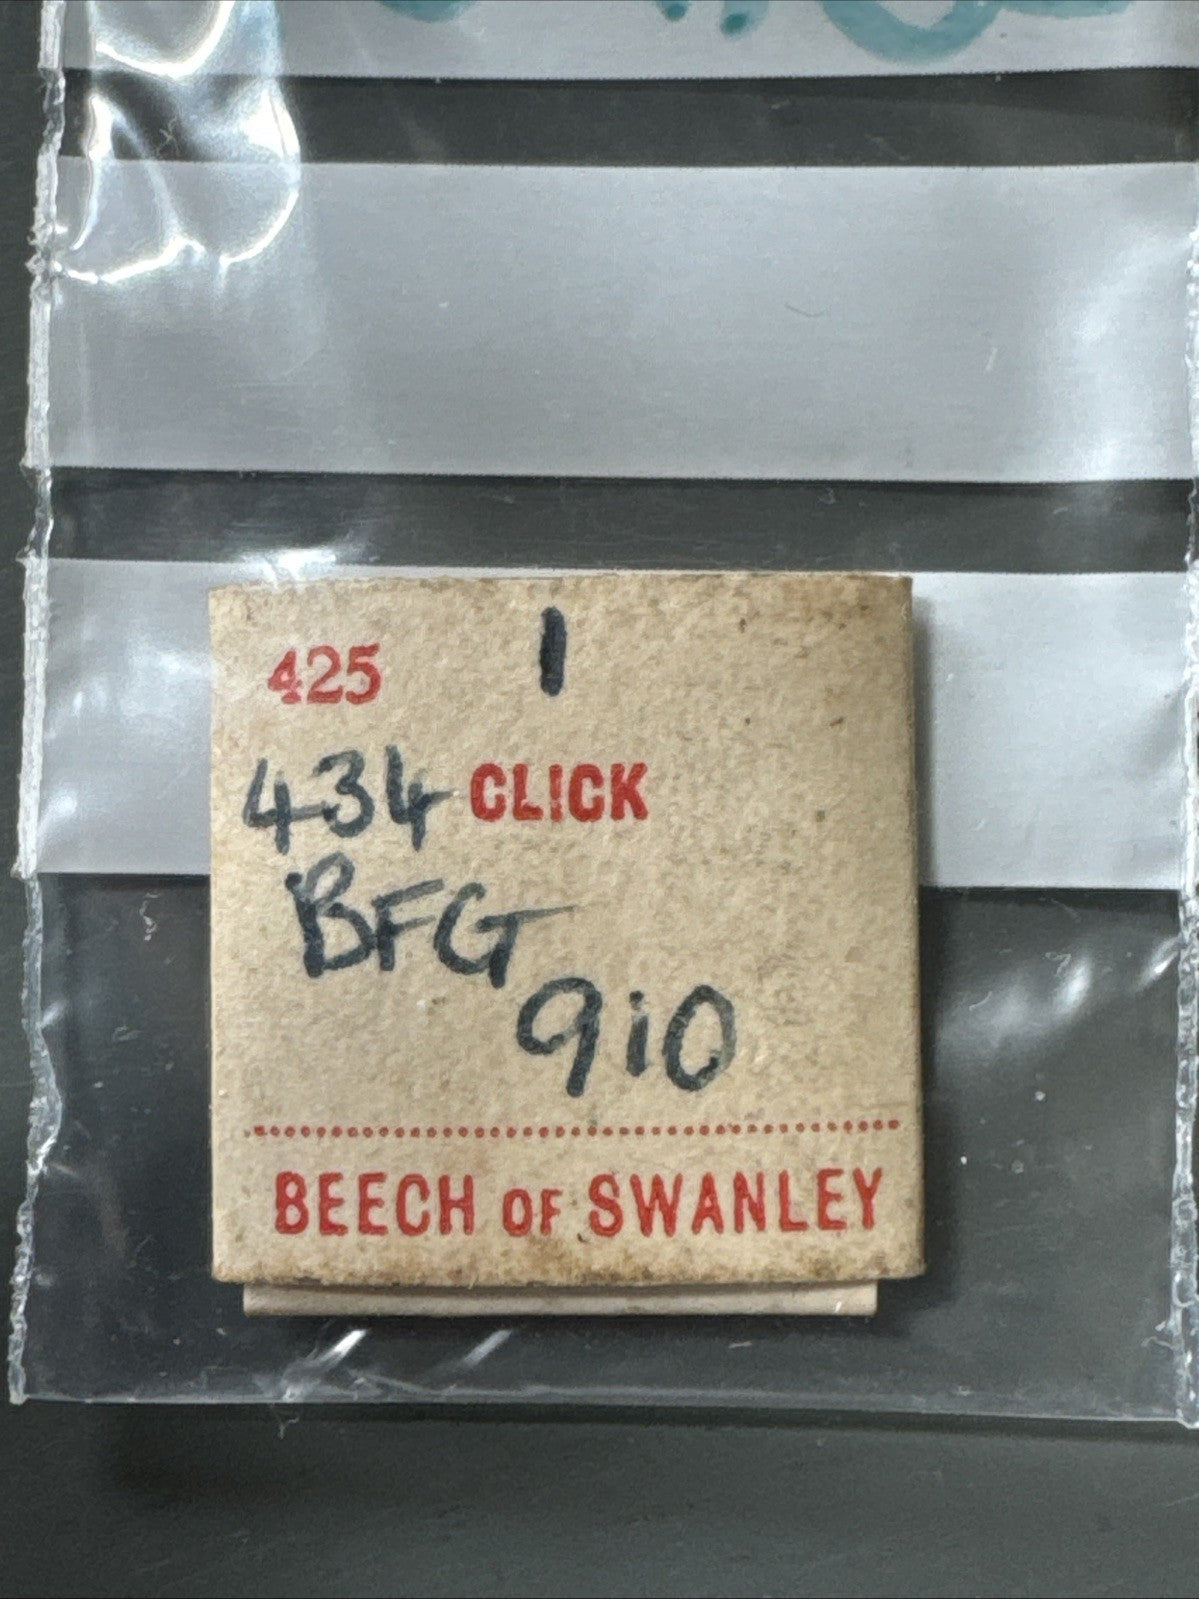 1
425
434 CLICK
BFG
910
BEECH OF SWANLEY